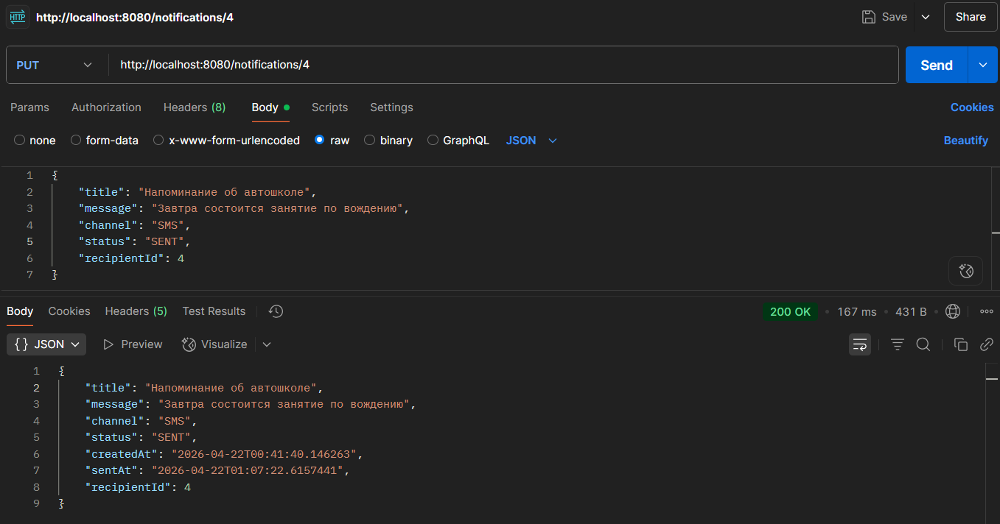 HTTP http://localhost:8080/notifications/4 Save Share
PUT http://localhost:8080/notifications/4 Send
Params Authorization Headers (8) Body Scripts Settings Cookies
none form-data x-www-form-urlencoded raw binary GraphQL JSON Beautify
1 {
2 "title": "Напоминание об автошколе",
3 "message": "Завтра состоится занятие по вождению",
4 "channel": "SMS",
5 "status": "SENT",
6 "recipientId": 4
7 }
Body Cookies Headers (5) Test Results 200 OK • 167 ms • 431 B •
{} JSON Preview Visualize
1 {
2 "title": "Напоминание об автошколе",
3 "message": "Завтра состоится занятие по вождению",
4 "channel": "SMS",
5 "status": "SENT",
6 "createdAt": "2026-04-22T00:41:40.146263",
7 "sentAt": "2026-04-22T01:07:22.6157441",
8 "recipientId": 4
9 }